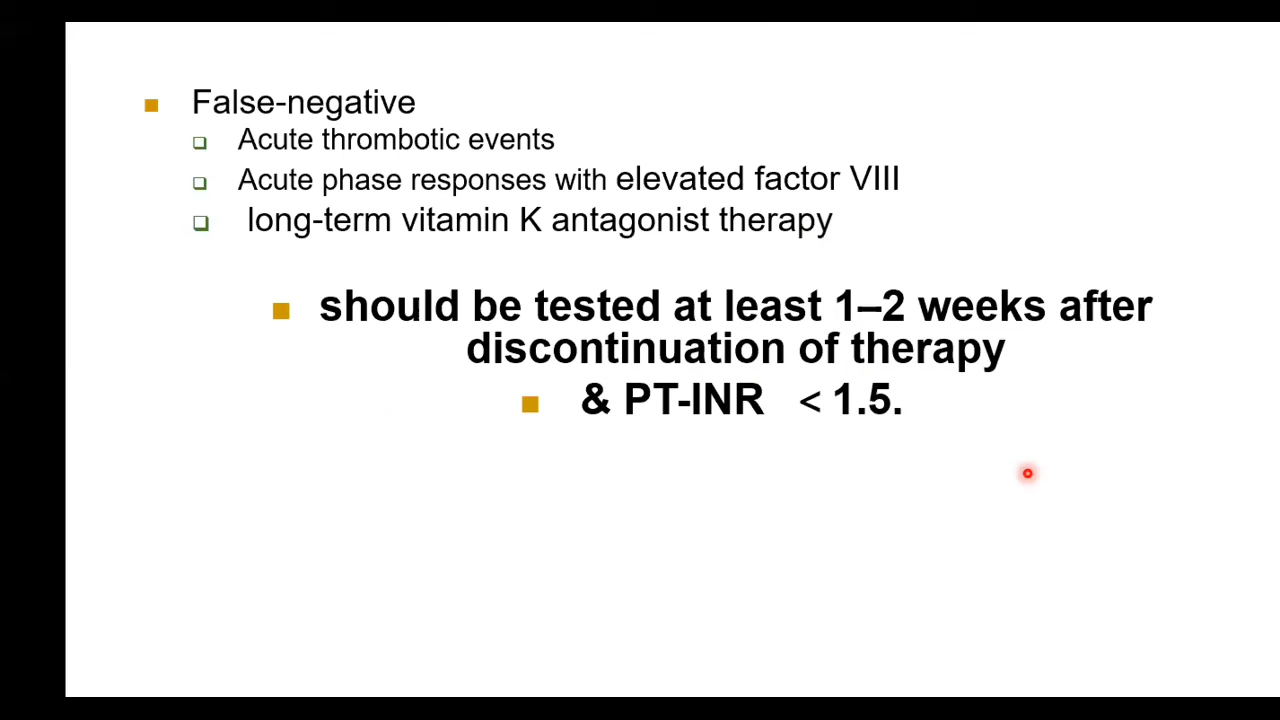 False-negative
Acute thrombotic events
Acute phase responses with elevated factor VIII
long-term vitamin K antagonist therapy
should be tested at least 1–2 weeks after
discontinuation of therapy
& PT-INR < 1.5.